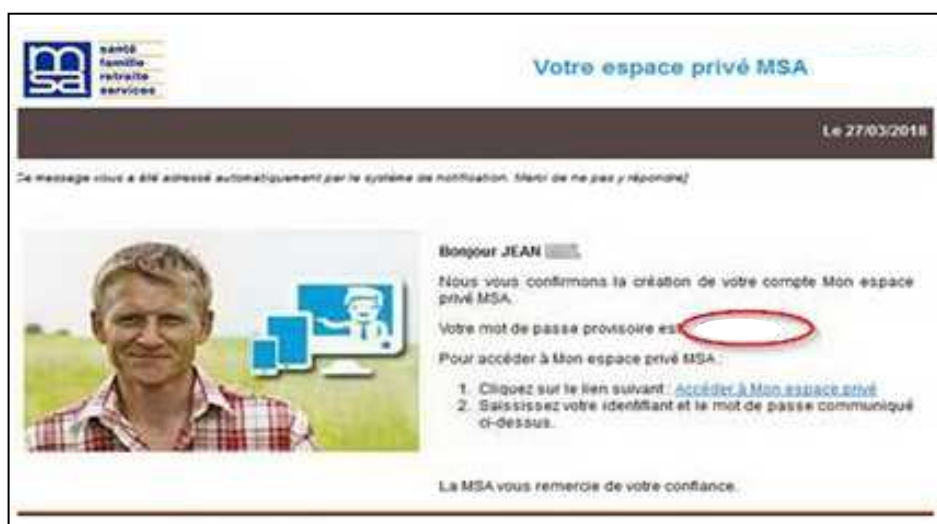 msa
santé
famille
retraite
services
Votre espace privé MSA
Le 27/03/2018
Ce message vous a été adressé automatiquement par le système de notification. Merci de ne pas y répondre]
Bonjour JEAN
Nous vous confirmons la création de votre compte Mon espace
privé MSA.
Votre mot de passe provisoire est
Pour accéder à Mon espace privé MSA :
1. Cliquez sur le lien suivant : Accéder à Mon espace privé
2. Saississez votre identifiant et le mot de passe communiqué
ci-dessus.
La MSA vous remercie de votre confiance.